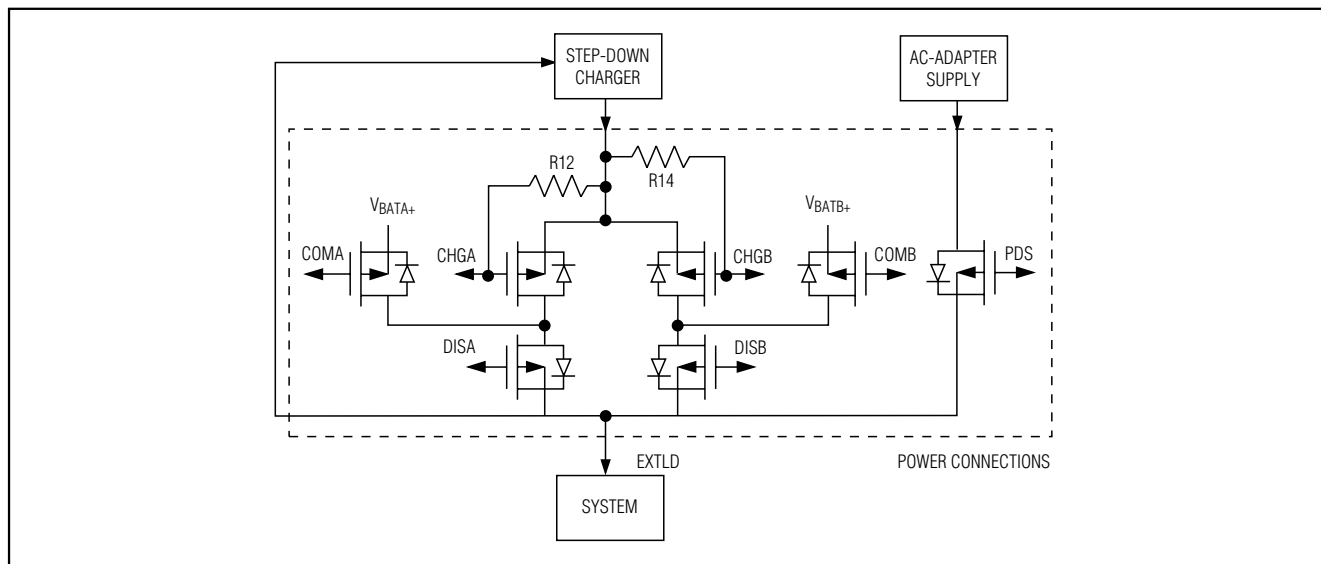 STEP-DOWN
CHARGER
AC-ADAPTER
SUPPLY
R12
R14
VBATA+
VBATB+
COMA
CHGA
CHGB
COMB
PDS
DISA
DISB
EXTLD
POWER CONNECTIONS
SYSTEM